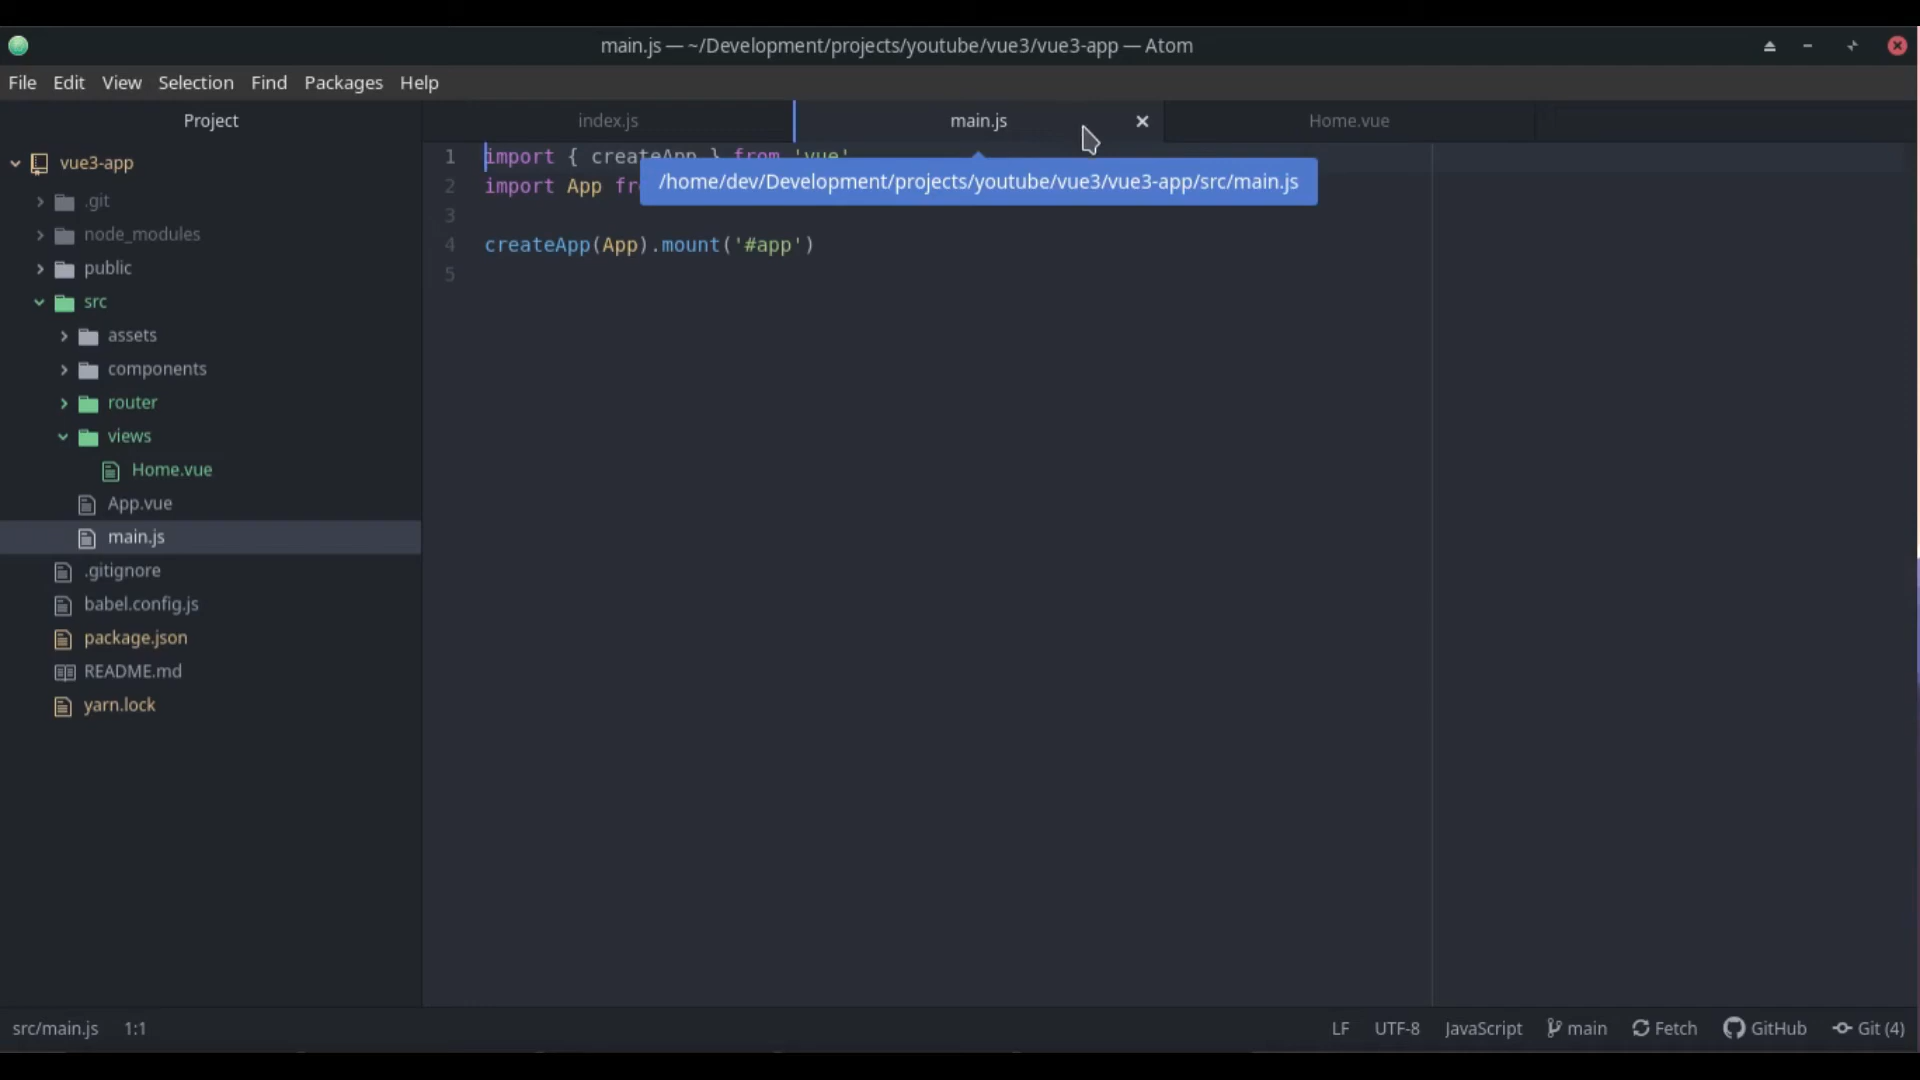 main.js — ~/Development/projects/youtube/vue3/vue3-app — Atom
File Edit View Selection Find Packages Help
Project
index.js main.js Home.vue
vue3-app
.git
node_modules
public
src
assets
components
router
views
Home.vue
App.vue
main.js
.gitignore
babel.config.js
package.json
README.md
yarn.lock
1 import { createApp } from 'vue'
/home/dev/Development/projects/youtube/vue3/vue3-app/src/main.js
2 import App
3
4 createApp(App).mount('#app')
5
src/main.js 1:1 LF UTF-8 JavaScript main Fetch GitHub Git (4)